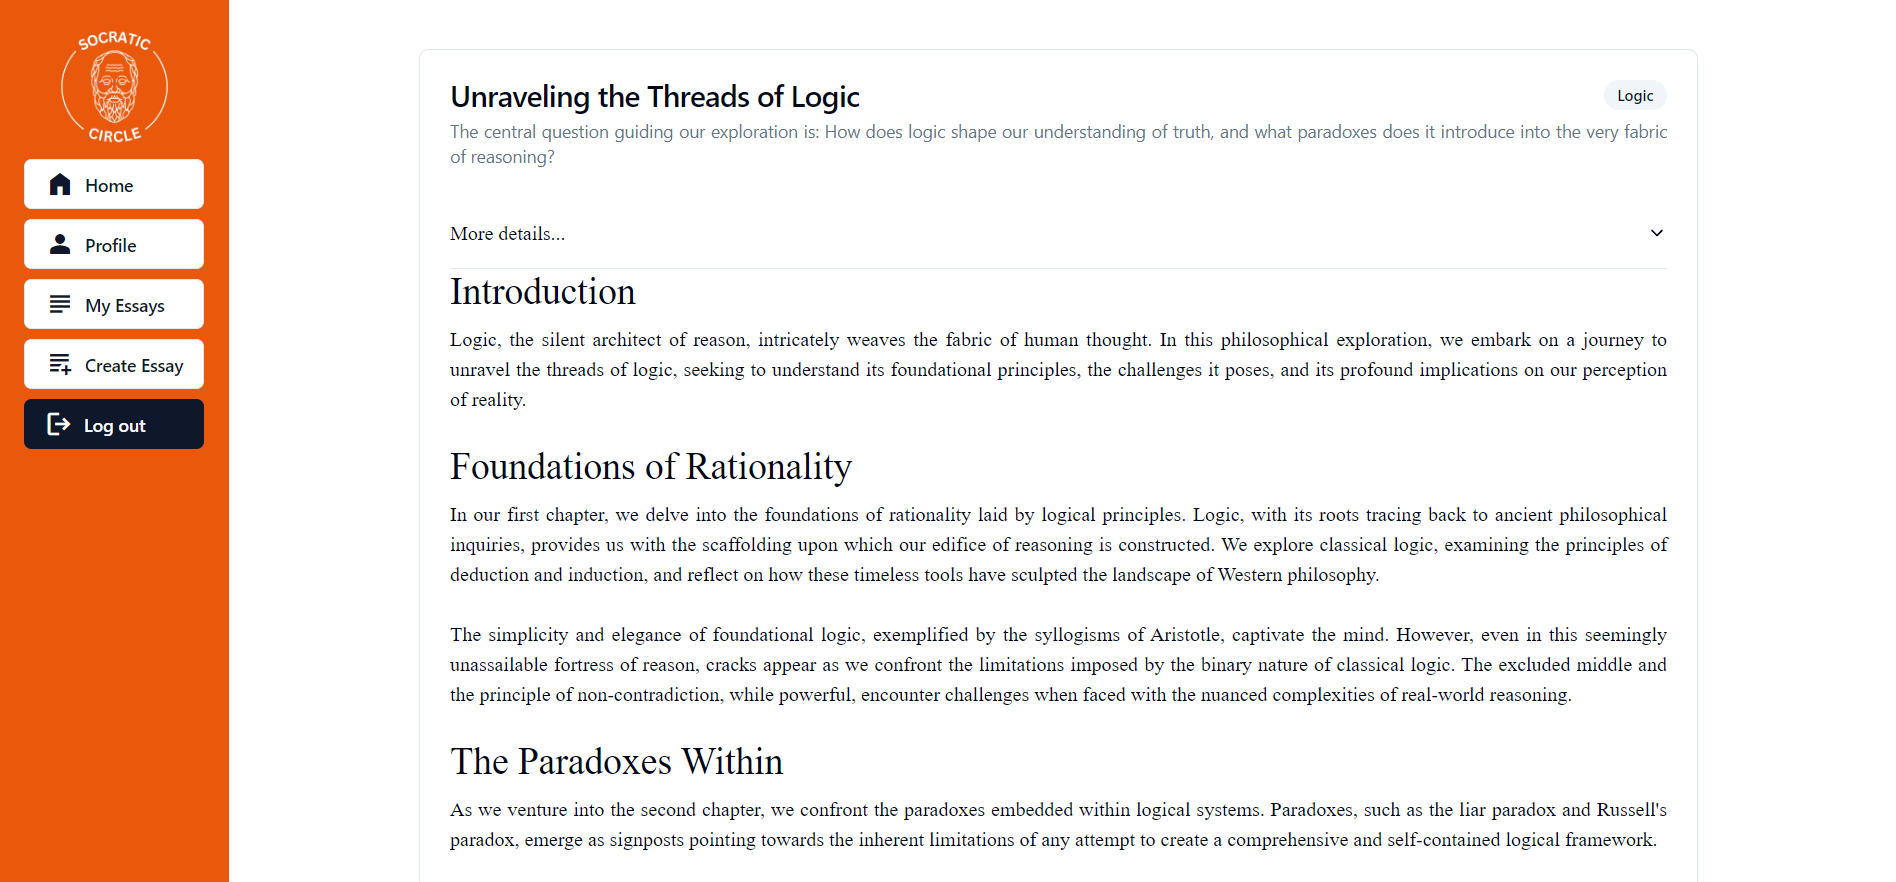 SOCRATIC
CIRCLE
Home
Profile
My Essays
Create Essay
Log out
Unraveling the Threads of Logic
Logic
The central question guiding our exploration is: How does logic shape our understanding of truth, and what paradoxes does it introduce into the very fabric
of reasoning?
More details...
Introduction
Logic, the silent architect of reason, intricately weaves the fabric of human thought. In this philosophical exploration, we embark on a journey to
unravel the threads of logic, seeking to understand its foundational principles, the challenges it poses, and its profound implications on our perception
of reality.
Foundations of Rationality
In our first chapter, we delve into the foundations of rationality laid by logical principles. Logic, with its roots tracing back to ancient philosophical
inquiries, provides us with the scaffolding upon which our edifice of reasoning is constructed. We explore classical logic, examining the principles of
deduction and induction, and reflect on how these timeless tools have sculpted the landscape of Western philosophy.
The simplicity and elegance of foundational logic, exemplified by the syllogisms of Aristotle, captivate the mind. However, even in this seemingly
unassailable fortress of reason, cracks appear as we confront the limitations imposed by the binary nature of classical logic. The excluded middle and
the principle of non-contradiction, while powerful, encounter challenges when faced with the nuanced complexities of real-world reasoning.
The Paradoxes Within
As we venture into the second chapter, we confront the paradoxes embedded within logical systems. Paradoxes, such as the liar paradox and Russell's
paradox, emerge as signposts pointing towards the inherent limitations of any attempt to create a comprehensive and self-contained logical framework.